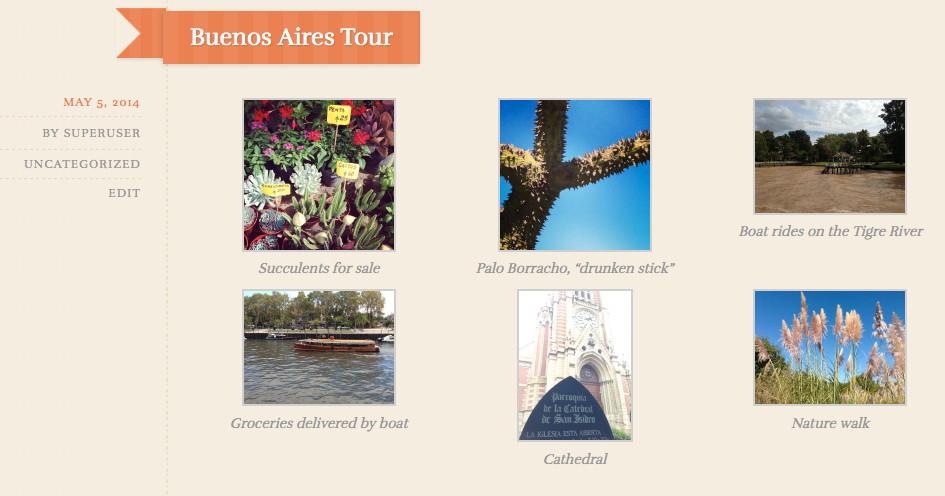 Buenos Aires Tour
MAY 5, 2014
BY SUPERUSER
UNCATEGORIZED
EDIT
Succulents for sale
Palo Borracho, “drunken stick”
Boat rides on the Tigre River
Groceries delivered by boat
Parroquia
de la Catedral
de San Isidro
LA IGLESIA ESTA ABIERTA
Cathedral
Nature walk